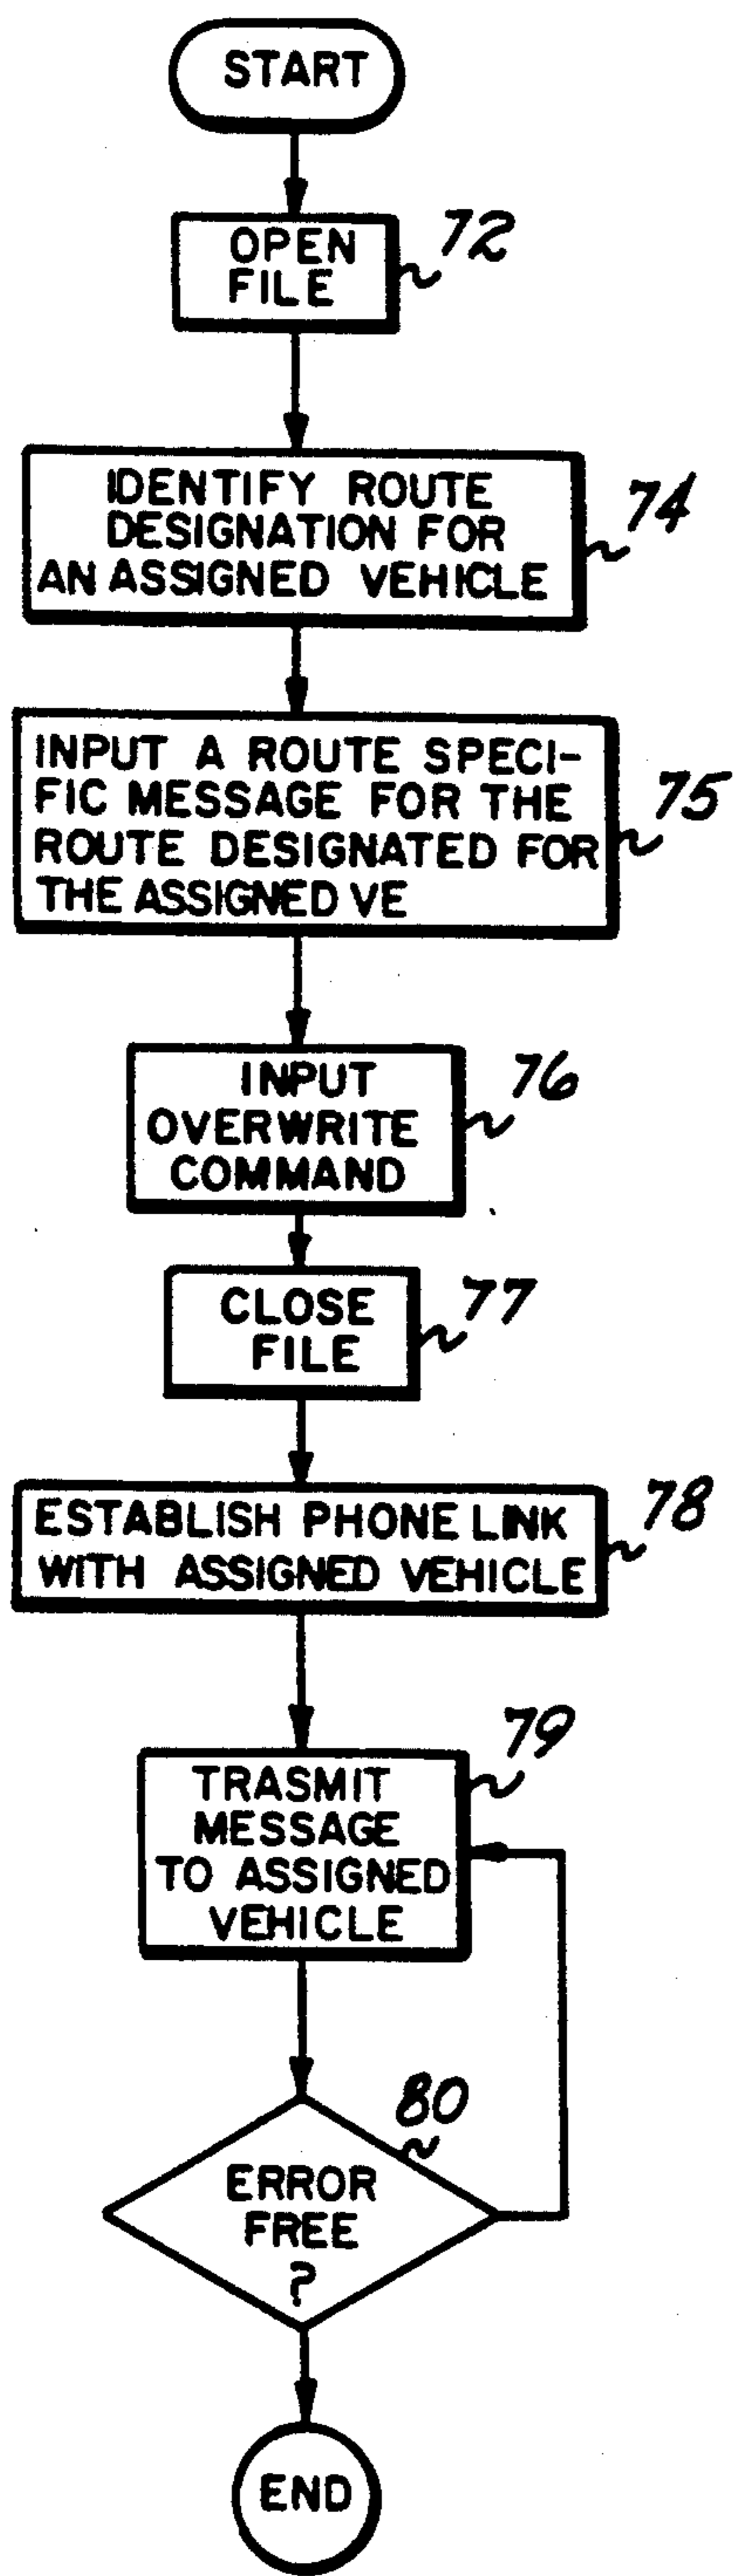 START
OPEN
FILE
72
IDENTIFY ROUTE
DESIGNATION FOR
AN ASSIGNED VEHICLE
74
INPUT A ROUTE SPECI-
FIC MESSAGE FOR THE
ROUTE DESIGNATED FOR
THE ASSIGNED VE
75
INPUT
OVERWRITE
COMMAND
76
CLOSE
FILE
77
ESTABLISH PHONE LINK
WITH ASSIGNED VEHICLE
78
TRASMIT
MESSAGE
TO ASSIGNED
VEHICLE
79
ERROR
FREE
?
80
END